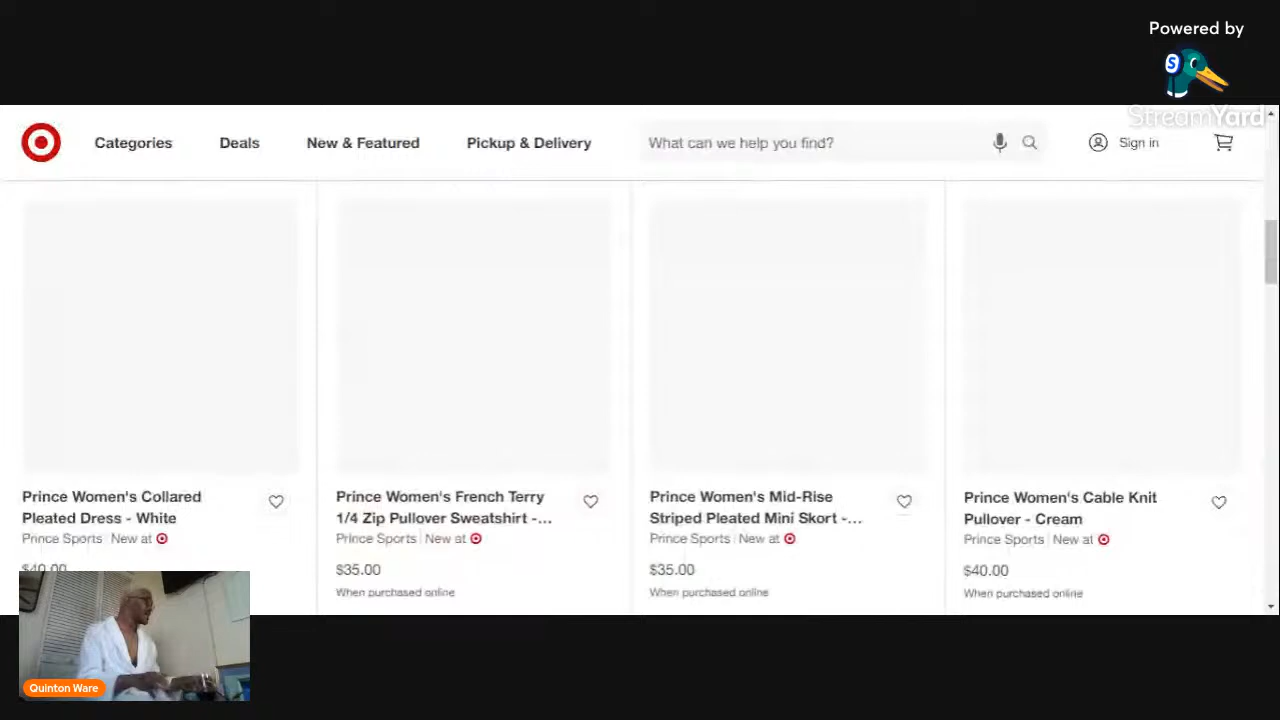 Powered by
StreamYard
Categories
Deals
New & Featured
Pickup & Delivery
What can we help you find?
Sign in
Prince Women's Collared
Pleated Dress - White
Prince Sports | New at
$40.00
Prince Women's French Terry
1/4 Zip Pullover Sweatshirt -...
Prince Sports | New at
$35.00
When purchased online
Prince Women's Mid-Rise
Striped Pleated Mini Skort -...
Prince Sports | New at
$35.00
When purchased online
Prince Women's Cable Knit
Pullover - Cream
Prince Sports | New at
$40.00
When purchased online
Quinton Ware